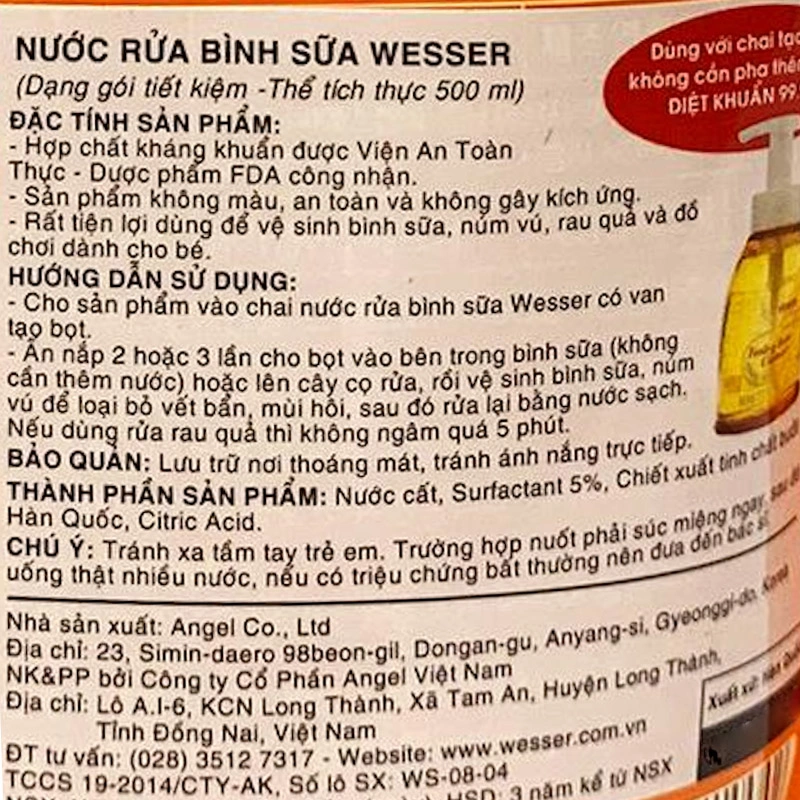 NƯỚC RỬA BÌNH SỮA WESSER
(Dạng gói tiết kiệm -Thể tích thực 500 ml)
Dùng với chai tạo
không cần pha thêm
DIỆT KHUẨN 99
ĐẶC TÍNH SẢN PHẨM:
- Hợp chất kháng khuẩn được Viện An Toàn
Thực - Dược phẩm FDA công nhận.
- Sản phẩm không màu, an toàn và không gây kích ứng.
- Rất tiện lợi dùng để vệ sinh bình sữa, núm vú, rau quả và đồ
chơi dành cho bé.
HƯỚNG DẪN SỬ DỤNG:
- Cho sản phẩm vào chai nước rửa bình sữa Wesser có van
tạo bọt.
- Ấn nắp 2 hoặc 3 lần cho bọt vào bên trong bình sữa (không
cần thêm nước) hoặc lên cây cọ rửa, rồi vệ sinh bình sữa, núm
vú để loại bỏ vết bẩn, mùi hôi, sau đó rửa lại bằng nước sạch.
Nếu dùng rửa rau quả thì không ngâm quá 5 phút.
BẢO QUẢN: Lưu trữ nơi thoáng mát, tránh ánh nắng trực tiếp.
THÀNH PHẦN SẢN PHẨM: Nước cất, Surfactant 5%, Chiết xuất tinh chất bưởi
Hàn Quốc, Citric Acid.
CHÚ Ý: Tránh xa tầm tay trẻ em. Trường hợp nuốt phải súc miệng ngay, sau đó
uống thật nhiều nước, nếu có triệu chứng bất thường nên đưa đến bác sĩ.
Nhà sản xuất: Angel Co., Ltd
Địa chỉ: 23, Simin-daero 98beon-gil, Dongan-gu, Anyang-si, Gyeonggi-do, Korea
NK&PP bởi Công ty Cổ Phần Angel Việt Nam
Địa chỉ: Lô A.I-6, KCN Long Thành, Xã Tam An, Huyện Long Thành,
Tỉnh Đồng Nai, Việt Nam
Xuất xứ: Hàn Quốc
ĐT tư vấn: (028) 3512 7317 - Website: www.wesser.com.vn
TCCS 19-2014/CTY-AK, Số lô SX: WS-08-04
HSD: 3 năm kể từ NSX